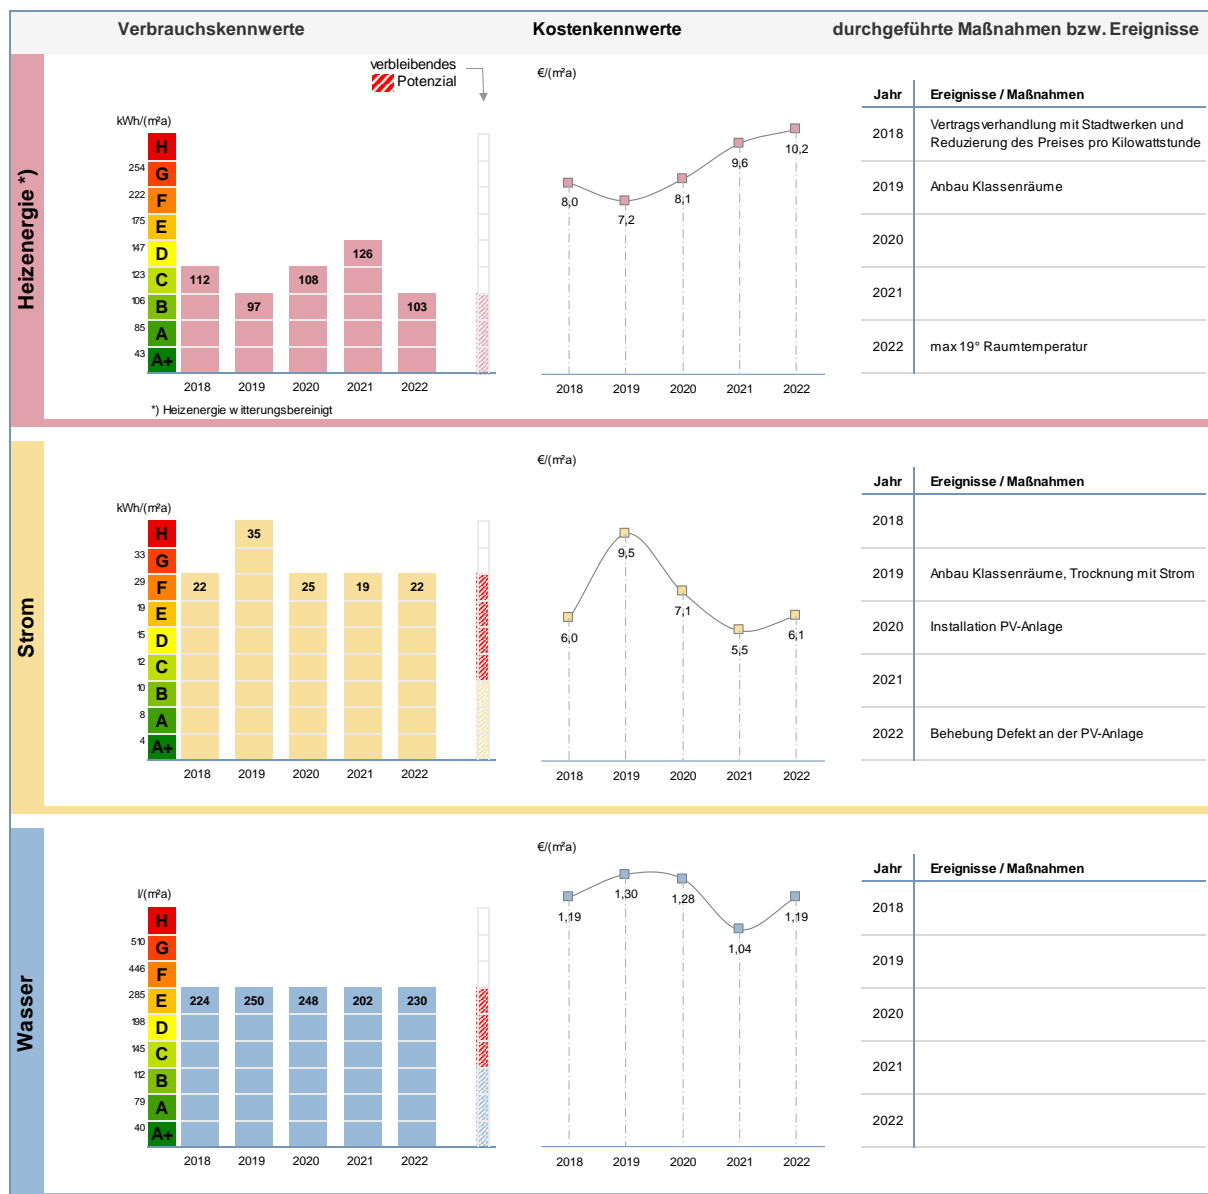 Verbrauchskennwerte
Kostenkennwerte
durchgeführte Maßnahmen bzw. Ereignisse
Heizenergie *)
verbleibendes
Potenzial
kWh/(m²a)
H
254
G
222
F
175
E
147
D
123
C
106
B
85
A
43
A+
112
97
108
126
103
2018 2019 2020 2021 2022
*) Heizenergie witterungsbereinigt
€/(m²a)
8,0
7,2
8,1
9,6
10,2
2018 2019 2020 2021 2022
Jahr Ereignisse / Maßnahmen
2018 Vertragsverhandlung mit Stadtwerken und
Reduzierung des Preises pro Kilowattstunde
2019 Anbau Klassenräume
2020
2021
2022 max 19° Raumtemperatur
Strom
kWh/(m²a)
H
33
G
29
F
19
E
15
D
12
C
10
B
8
A
4
A+
22
35
25
19
22
2018 2019 2020 2021 2022
€/(m²a)
6,0
9,5
7,1
5,5
6,1
2018 2019 2020 2021 2022
Jahr Ereignisse / Maßnahmen
2018
2019 Anbau Klassenräume, Trocknung mit Strom
2020 Installation PV-Anlage
2021
2022 Behebung Defekt an der PV-Anlage
Wasser
l/(m²a)
H
510
G
446
F
285
E
198
D
145
C
112
B
79
A
40
A+
224
250
248
202
230
2018 2019 2020 2021 2022
€/(m²a)
1,19
1,30
1,28
1,04
1,19
2018 2019 2020 2021 2022
Jahr Ereignisse / Maßnahmen
2018
2019
2020
2021
2022